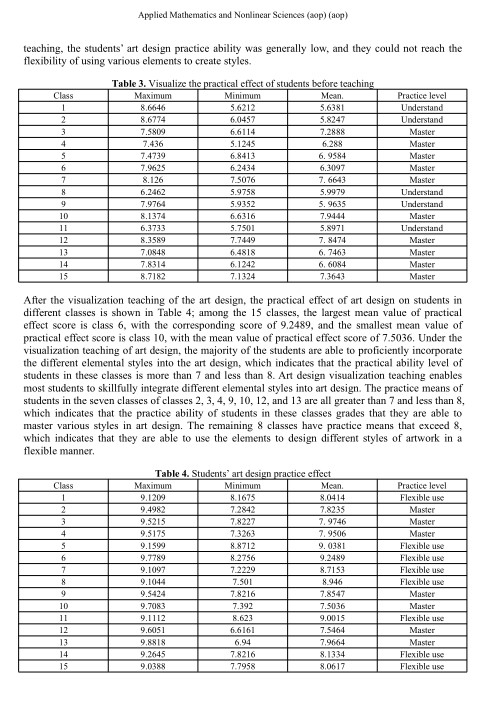 Applied Mathematics and Nonlinear Sciences (aop) (aop)
teaching, the students' art design practice ability was generally low, and they could not reach the
flexibility of using various elements to create styles.
Table 3. Visualize the practical effect of students before teaching
Class Maximum Minimum Mean. Practice level
1 8.6646 5.6212 5.6381 Understand
2 8.6774 6.0457 5.8247 Understand
3 7.5809 6.6114 7.2888 Master
4 7.436 5.1245 6.288 Master
5 7.4739 6.8413 6. 9584 Master
6 7.9625 6.2434 6.3097 Master
7 8.126 7.5076 7. 6643 Master
8 6.2462 5.9758 5.9979 Understand
9 7.9764 5.9352 5. 9635 Understand
10 8.1374 6.6316 7.9444 Master
11 6.3733 5.7501 5.8971 Understand
12 8.3589 7.7449 7. 8474 Master
13 7.0848 6.4818 6. 7463 Master
14 7.8314 6.1242 6. 6084 Master
15 8.7182 7.1324 7.3643 Master
After the visualization teaching of the art design, the practical effect of art design on students in
different classes is shown in Table 4; among the 15 classes, the largest mean value of practical
effect score is class 6, with the corresponding score of 9.2489, and the smallest mean value of
practical effect score is class 10, with the mean value of practical effect score of 7.5036. Under the
visualization teaching of art design, the majority of the students are able to proficiently incorporate
the different elemental styles into the art design, which indicates that the practical ability level of
students in these classes is more than 7 and less than 8. Art design visualization teaching enables
most students to skillfully integrate different elemental styles into art design. The practice means of
students in the seven classes of classes 2, 3, 4, 9, 10, 12, and 13 are all greater than 7 and less than 8,
which indicates that the practice ability of students in these classes grades that they are able to
master various styles in art design. The remaining 8 classes have practice means that exceed 8,
which indicates that they are able to use the elements to design different styles of artwork in a
flexible manner.
Table 4. Students' art design practice effect
Class Maximum Minimum Mean. Practice level
1 9.1209 8.1675 8.0414 Flexible use
2 9.4982 7.2842 7.8235 Master
3 9.5215 7.8227 7. 9746 Master
4 9.5175 7.3263 7. 9506 Master
5 9.1599 8.8712 9. 0381 Flexible use
6 9.7789 8.2756 9.2489 Flexible use
7 9.1097 7.2229 8.7153 Flexible use
8 9.1044 7.501 8.946 Flexible use
9 9.5424 7.8216 7.8547 Master
10 9.7083 7.392 7.5036 Master
11 9.1112 8.623 9.0015 Flexible use
12 9.6051 6.6161 7.5464 Master
13 9.8818 6.94 7.9664 Master
14 9.2645 7.8216 8.1334 Flexible use
15 9.0388 7.7958 8.0617 Flexible use